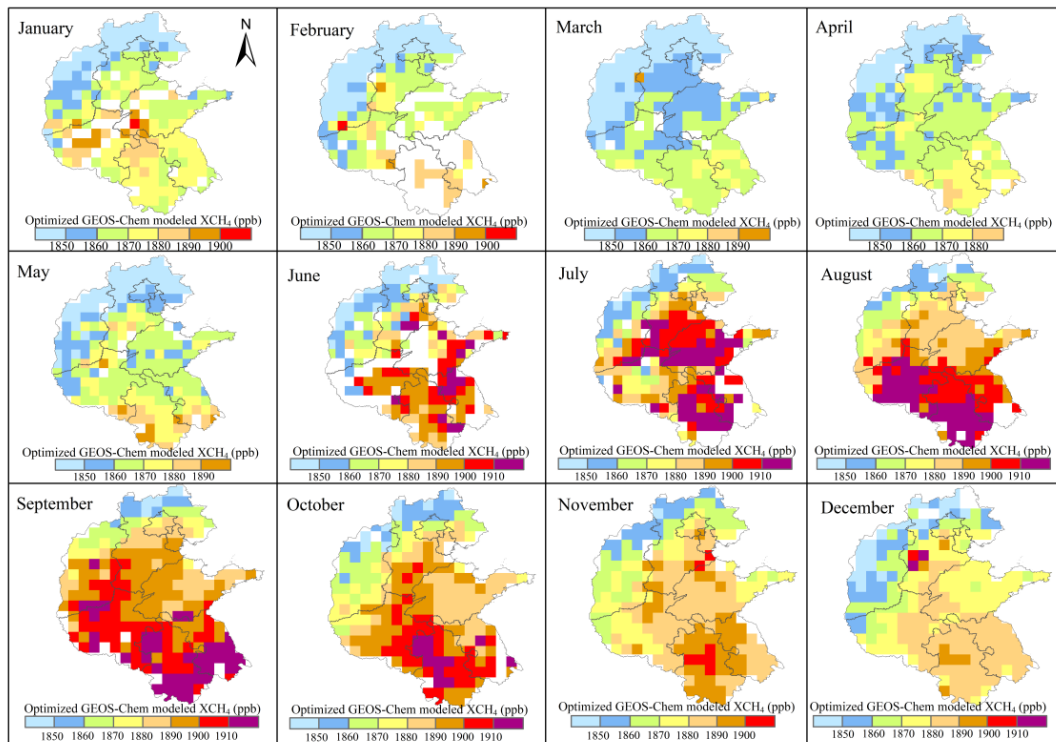 January
N
Optimized GEOS-Chem modeled XCH₄ (ppb)
1850 1860 1870 1880 1890 1900
February
Optimized GEOS-Chem modeled XCH₄ (ppb)
1850 1860 1870 1880 1890 1900
March
Optimized GEOS-Chem modeled XCH₄ (ppb)
1850 1860 1870 1880 1890
April
Optimized GEOS-Chem modeled XCH₄ (ppb)
1850 1860 1870 1880
May
Optimized GEOS-Chem modeled XCH₄ (ppb)
1850 1860 1870 1880 1890
June
Optimized GEOS-Chem modeled XCH₄ (ppb)
1850 1860 1870 1880 1890 1900 1910
July
Optimized GEOS-Chem modeled XCH₄ (ppb)
1850 1860 1870 1880 1890 1900 1910
August
Optimized GEOS-Chem modeled XCH₄ (ppb)
1850 1860 1870 1880 1890 1900 1910
September
Optimized GEOS-Chem modeled XCH₄ (ppb)
1850 1860 1870 1880 1890 1900 1910
October
Optimized GEOS-Chem modeled XCH₄ (ppb)
1850 1860 1870 1880 1890 1900 1910
November
Optimized GEOS-Chem modeled XCH₄ (ppb)
1850 1860 1870 1880 1890 1900
December
Optimized GEOS-Chem modeled XCH₄ (ppb)
1850 1860 1870 1880 1890 1900 1910